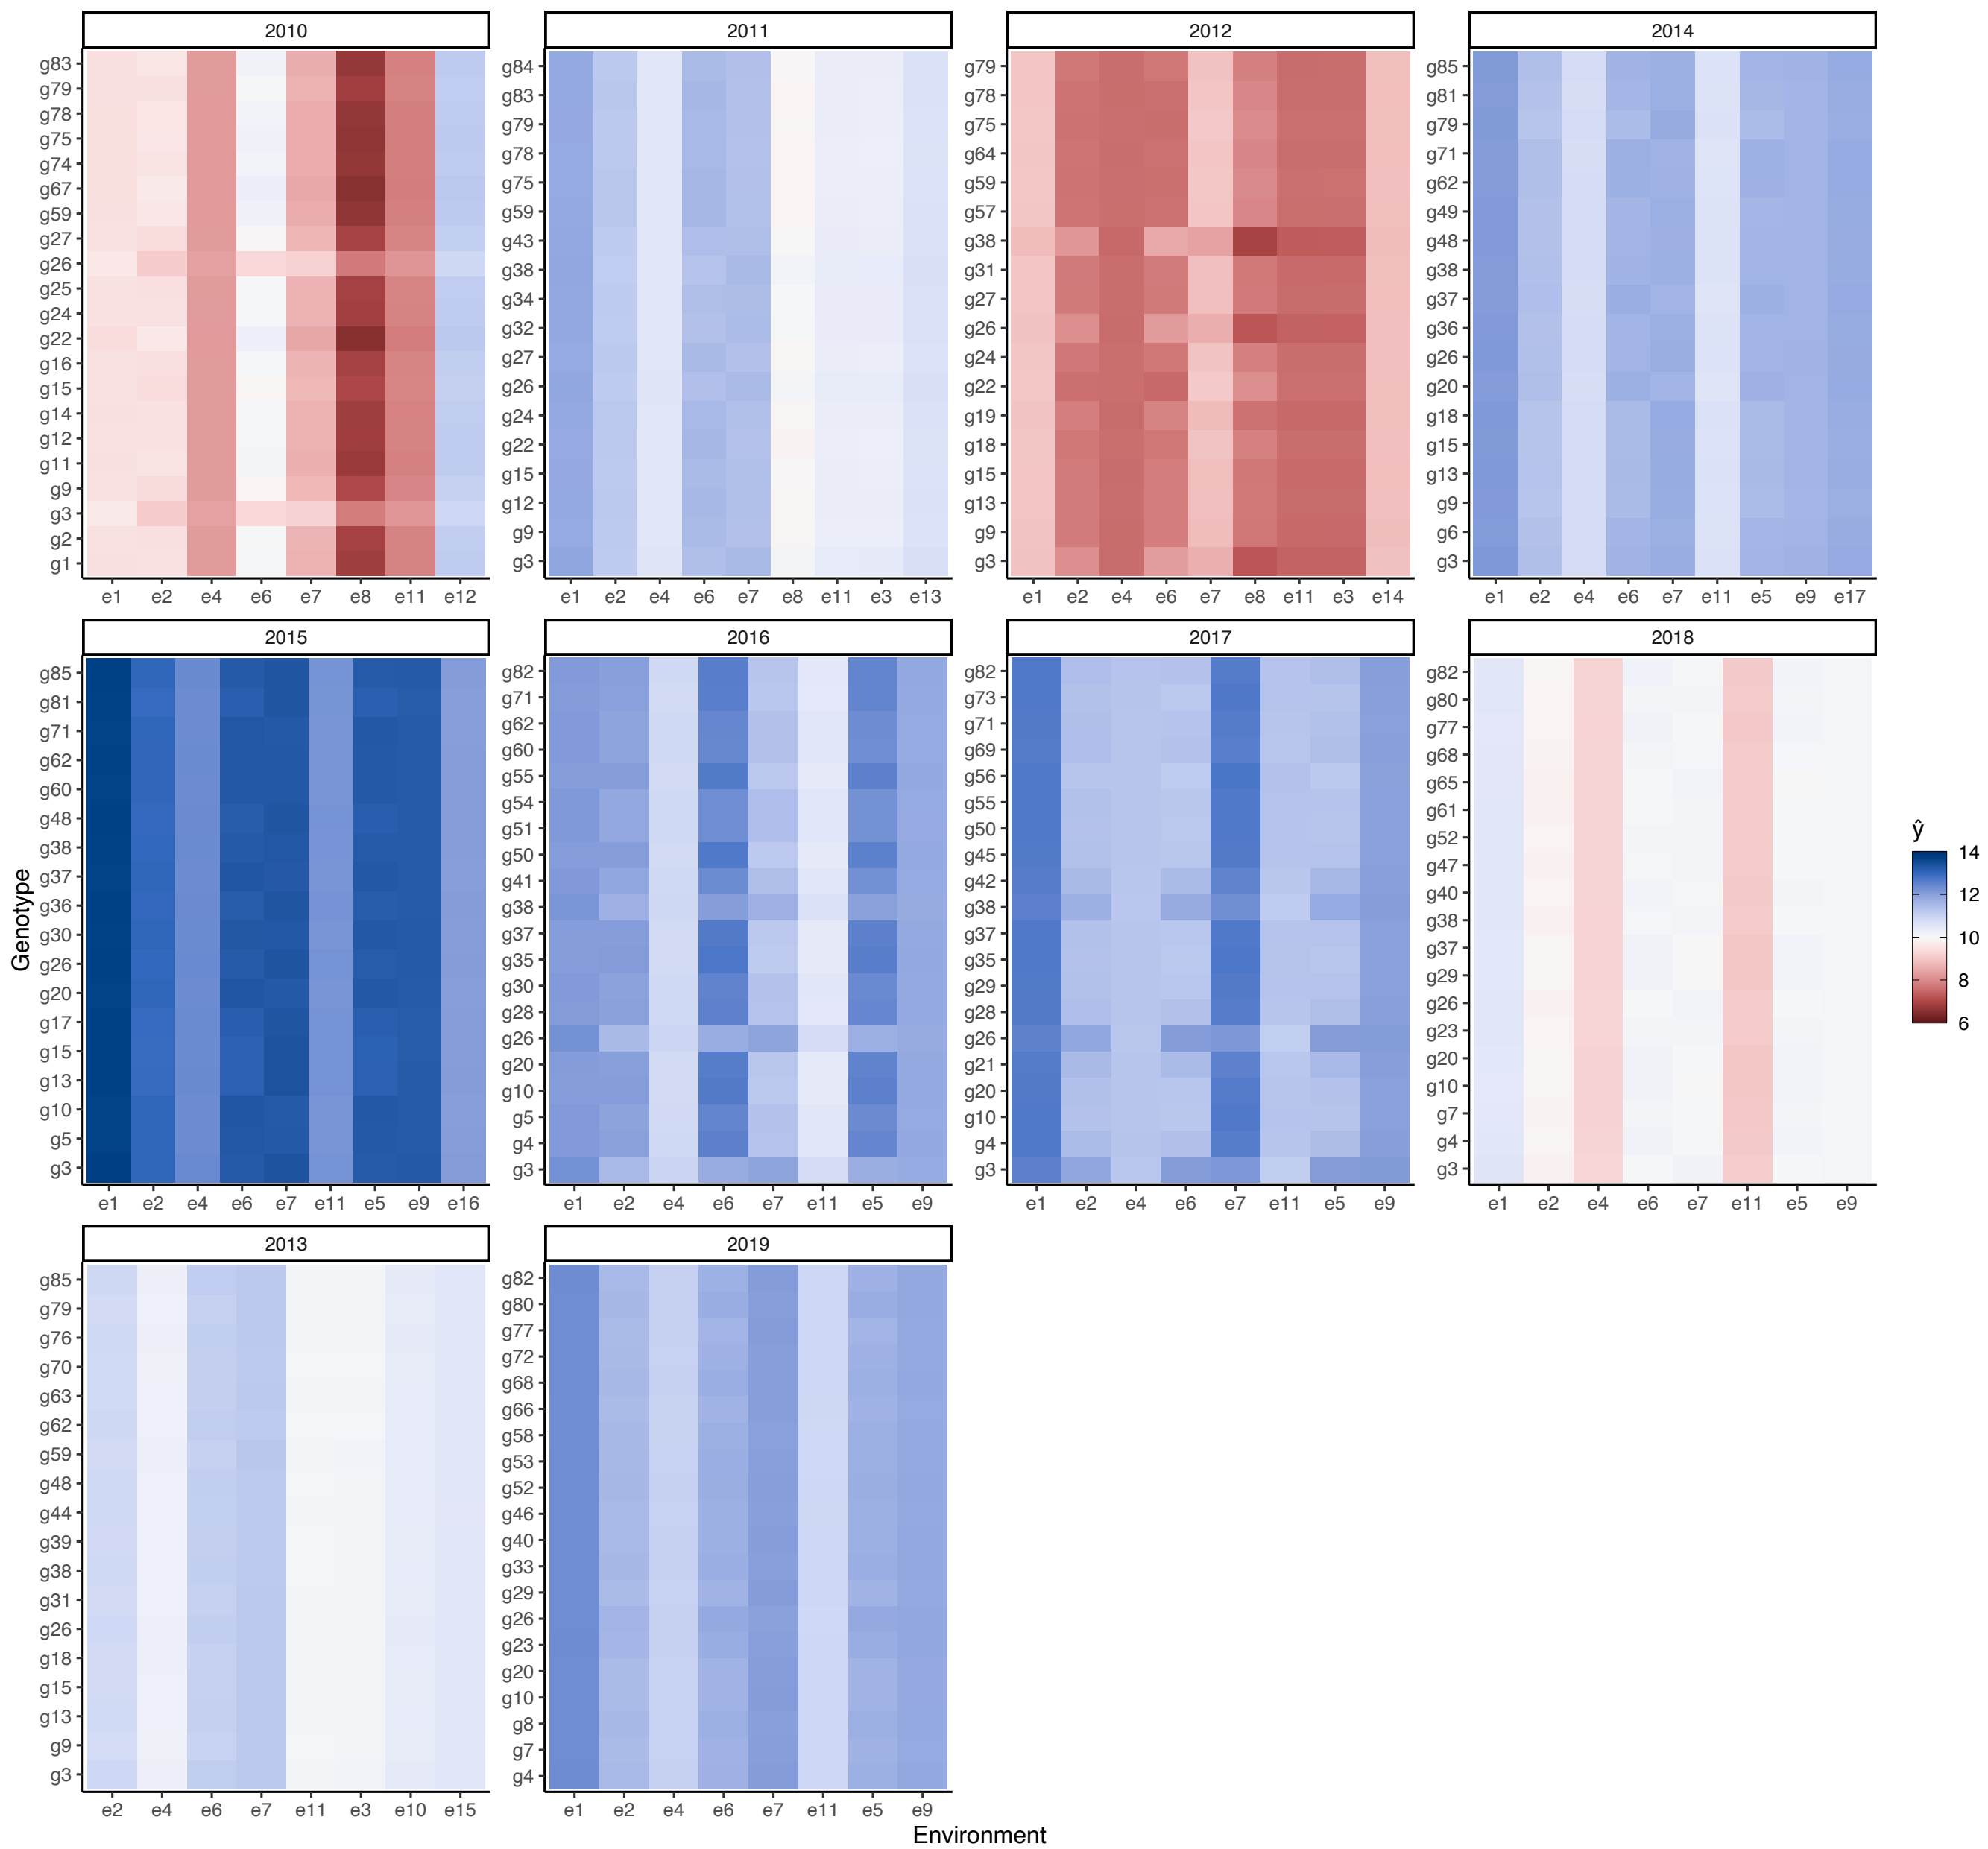 2010
g83
g79
g78
g75
g74
g67
g59
g27
g26
g25
g24
g22
g16
g15
g14
g12
g11
g9
g3
g2
g1
e1 e2 e4 e6 e7 e8 e11 e12
2011
g84
g83
g79
g78
g75
g59
g43
g38
g34
g32
g27
g26
g24
g22
g15
g12
g9
g3
e1 e2 e4 e6 e7 e8 e11 e3 e13
2012
g79
g78
g75
g64
g59
g57
g38
g31
g27
g26
g24
g22
g19
g18
g15
g13
g9
g3
e1 e2 e4 e6 e7 e8 e11 e3 e14
2014
g85
g81
g79
g71
g62
g49
g48
g38
g37
g36
g26
g20
g18
g15
g13
g9
g6
g3
e1 e2 e4 e6 e7 e11 e5 e9 e17
2015
g85
g81
g71
g62
g60
g48
g38
g37
g36
g30
g26
g20
g17
g15
g13
g10
g5
g3
e1 e2 e4 e6 e7 e11 e5 e9 e16
2016
g82
g71
g62
g60
g55
g54
g51
g50
g41
g38
g37
g35
g30
g28
g26
g20
g10
g5
g4
g3
e1 e2 e4 e6 e7 e11 e5 e9
2017
g82
g73
g71
g69
g56
g55
g50
g45
g42
g38
g37
g35
g29
g28
g26
g21
g20
g10
g4
g3
e1 e2 e4 e6 e7 e11 e5 e9
2018
g82
g80
g77
g68
g65
g61
g52
g47
g40
g38
g37
g29
g26
g23
g20
g10
g7
g4
g3
e1 e2 e4 e6 e7 e11 e5 e9
2013
g85
g79
g76
g70
g63
g62
g59
g48
g44
g39
g38
g31
g26
g18
g15
g13
g9
g3
e2 e4 e6 e7 e11 e3 e10 e15
2019
g82
g80
g77
g72
g68
g66
g58
g53
g52
g46
g40
g33
g29
g26
g23
g20
g10
g8
g7
g4
e1 e2 e4 e6 e7 e11 e5 e9
Genotype
Environment
ŷ
14
12
10
8
6